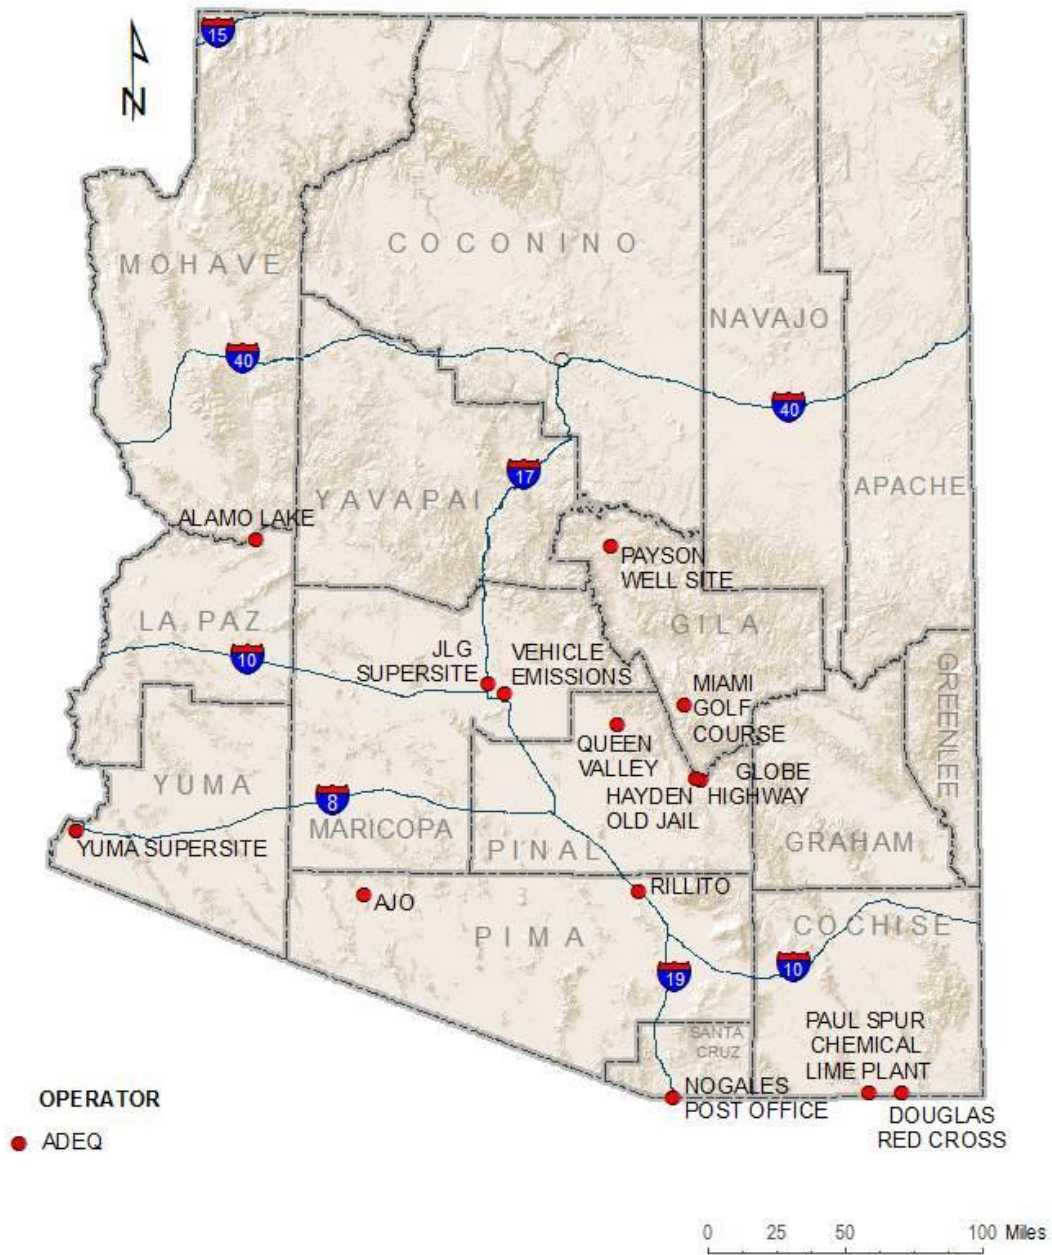 15
N
COCONINO
MOHAVE
NAVAJO
40
40
17
YAVAPAI
APACHE
ALAMO LAKE
PAYSON
WELL SITE
LA PAZ
GILA
10
JLG
SUPERSITE
VEHICLE
EMISSIONS
GREENLEE
MIAMI
GOLF
COURSE
QUEEN
VALLEY
GLOBE
HIGHWAY
HAYDEN
OLD JAIL
YUMA
8
MARICOPA
PINAL
GRAHAM
YUMA SUPERSITE
RILLITO
AJO
COCHISE
PIMA
10
19
PAUL SPUR
CHEMICAL
LIME PLANT
SANTA
CRUZ
NOGALES
POST OFFICE
DOUGLAS
RED CROSS
OPERATOR
ADEQ
0 25 50 100 Miles